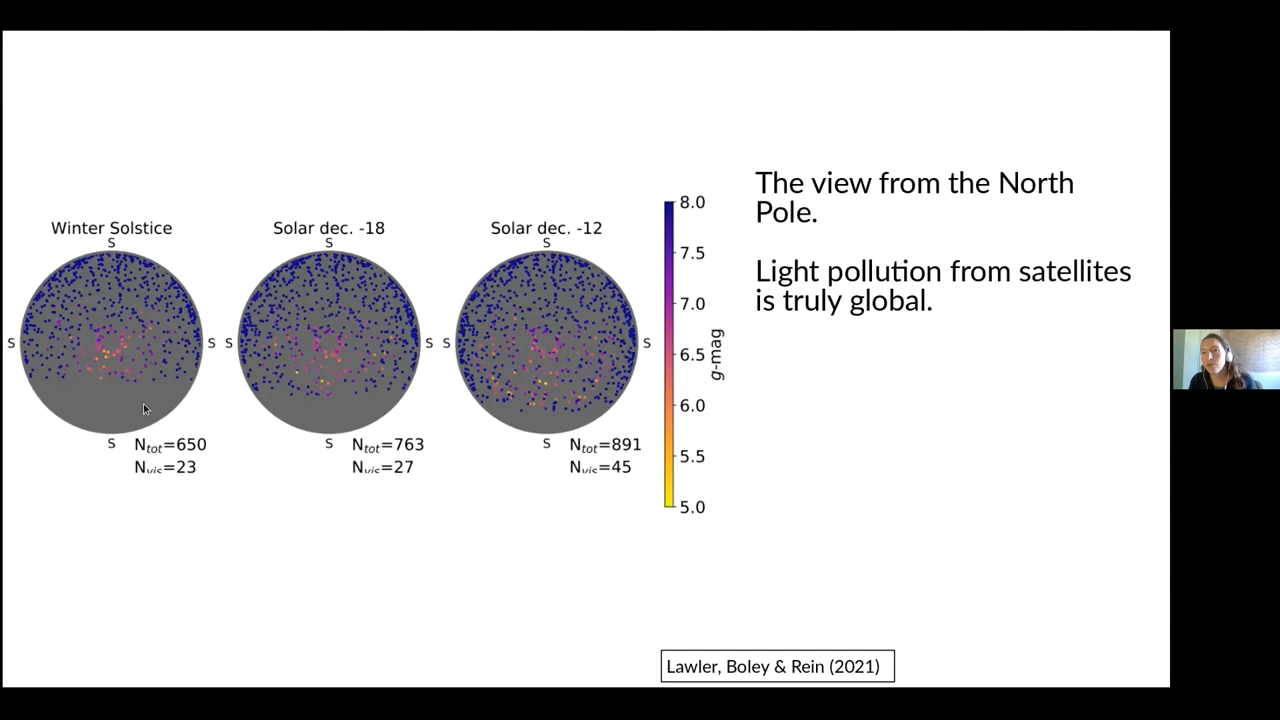 The view from the North
Pole.
Light pollution from satellites
is truly global.
Winter Solstice
S
S
S
S
N_tot=650
N_vis=23
Solar dec. -18
S
S
S
S
N_tot=763
N_vis=27
Solar dec. -12
S
S
S
S
N_tot=891
N_vis=45
8.0
7.5
7.0
6.5
6.0
5.5
5.0
g-mag
Lawler, Boley & Rein (2021)